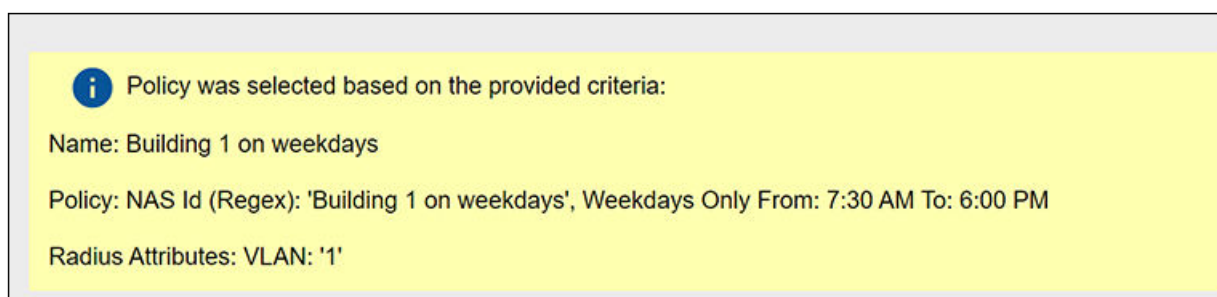 Policy was selected based on the provided criteria:
Name: Building 1 on weekdays
Policy: NAS Id (Regex): 'Building 1 on weekdays', Weekdays Only From: 7:30 AM To: 6:00 PM
Radius Attributes: VLAN: '1'